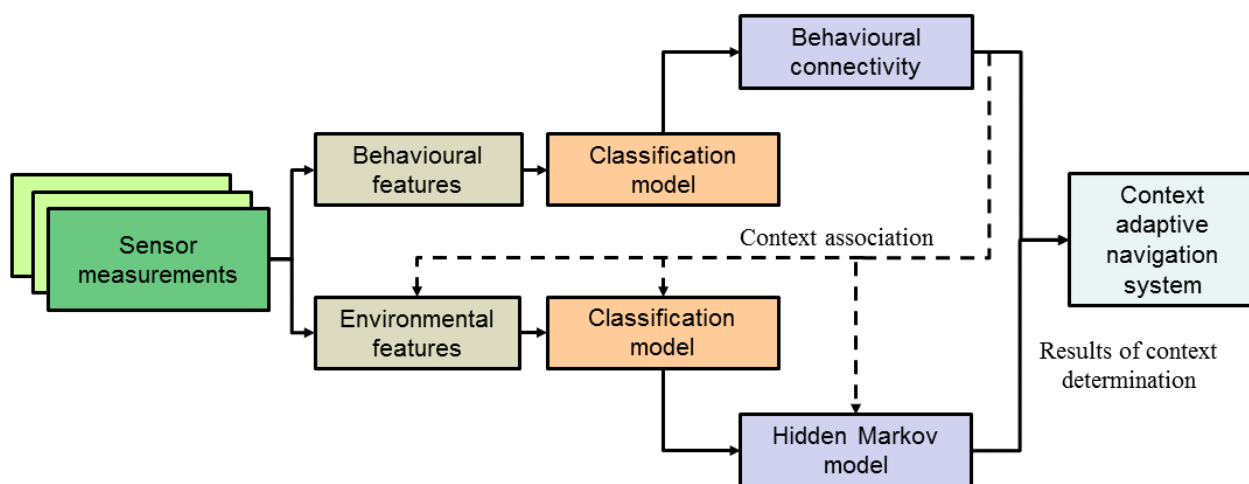 Behavioural
connectivity
Behavioural
features
Classification
model
Sensor
measurements
Context association
Context
adaptive
navigation
system
Environmental
features
Classification
model
Results of context
determination
Hidden Markov
model